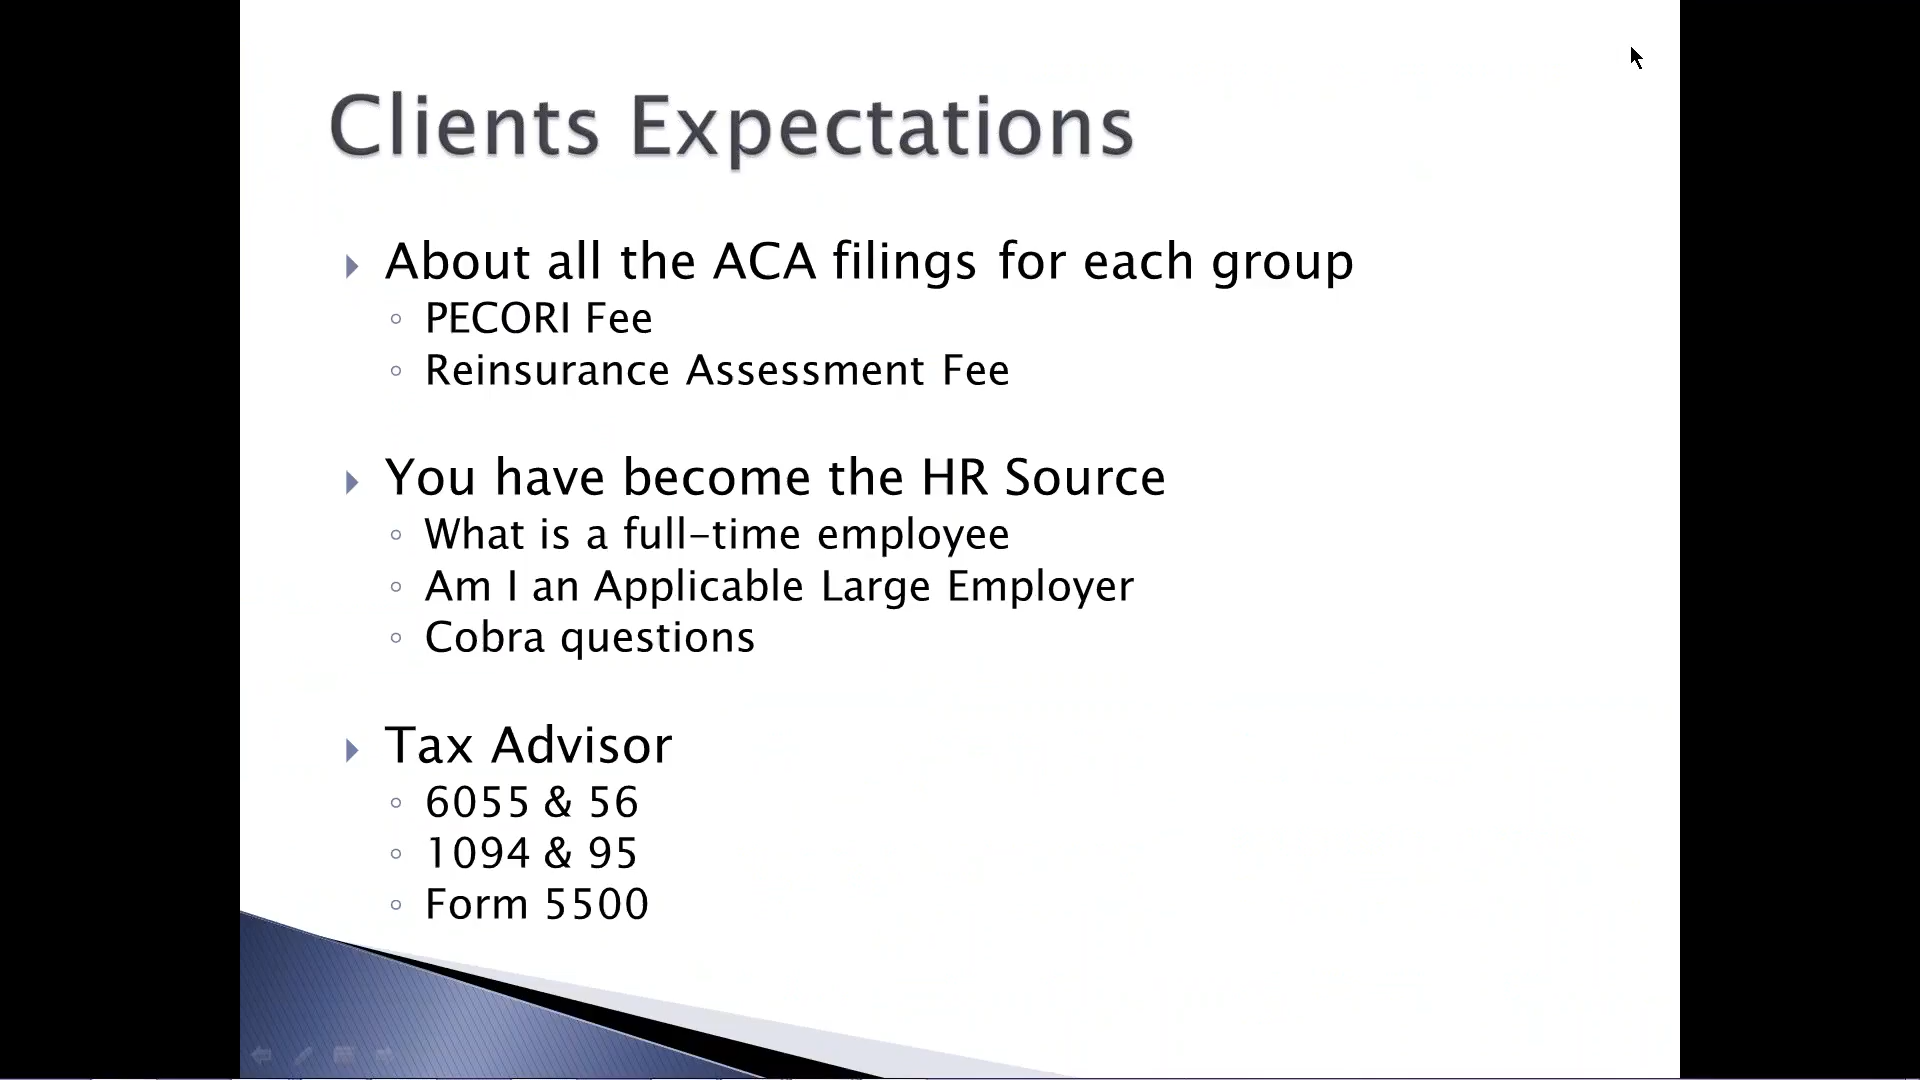 Clients Expectations
About all the ACA filings for each group
PECORI Fee
Reinsurance Assessment Fee
You have become the HR Source
What is a full-time employee
Am I an Applicable Large Employer
Cobra questions
Tax Advisor
6055 & 56
1094 & 95
Form 5500